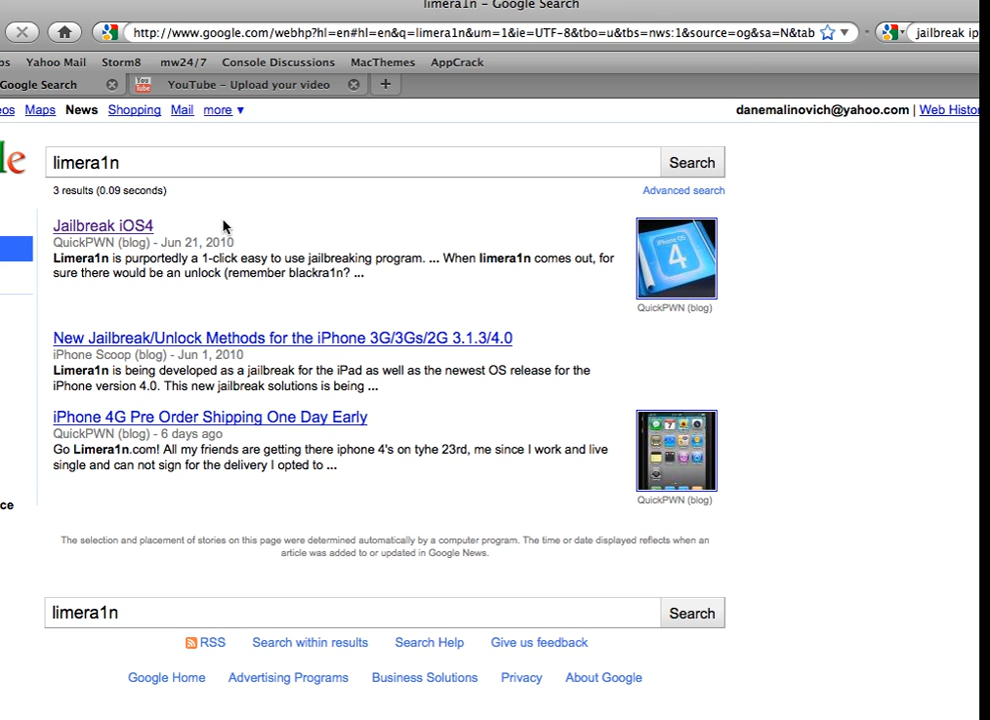 limera1n - Google Search
http://www.google.com/webhp?hl=en#hl=en&q=limera1n&um=1&ie=UTF-8&tbo=u&tbs=nws:1&source=og&sa=N&tab
jailbreak ip
ps Yahoo Mail Storm8 mw24/7 Console Discussions MacThemes AppCrack
Google Search You Tube YouTube - Upload your video +
eos Maps News Shopping Mail more ▼ danemalinovich@yahoo.com | Web Histo
le limera1n Search
3 results (0.09 seconds) Advanced search
Jailbreak iOS4
QuickPWN (blog) - Jun 21, 2010
Limera1n is purportedly a 1-click easy to use jailbreaking program. ... When limera1n comes out, for
sure there would be an unlock (remember blackra1n? ...
iPhone OS
4
QuickPWN (blog)
New Jailbreak/Unlock Methods for the iPhone 3G/3Gs/2G 3.1.3/4.0
iPhone Scoop (blog) - Jun 1, 2010
Limera1n is being developed as a jailbreak for the iPad as well as the newest OS release for the
iPhone version 4.0. This new jailbreak solutions is being ...
iPhone 4G Pre Order Shipping One Day Early
QuickPWN (blog) - 6 days ago
Go Limera1n.com! All my friends are getting there iphone 4's on tyhe 23rd, me since I work and live
single and can not sign for the delivery I opted to ...
QuickPWN (blog)
ce
The selection and placement of stories on this page were determined automatically by a computer program. The time or date displayed reflects when an
article was added to or updated in Google News.
limera1n Search
RSS Search within results Search Help Give us feedback
Google Home Advertising Programs Business Solutions Privacy About Google